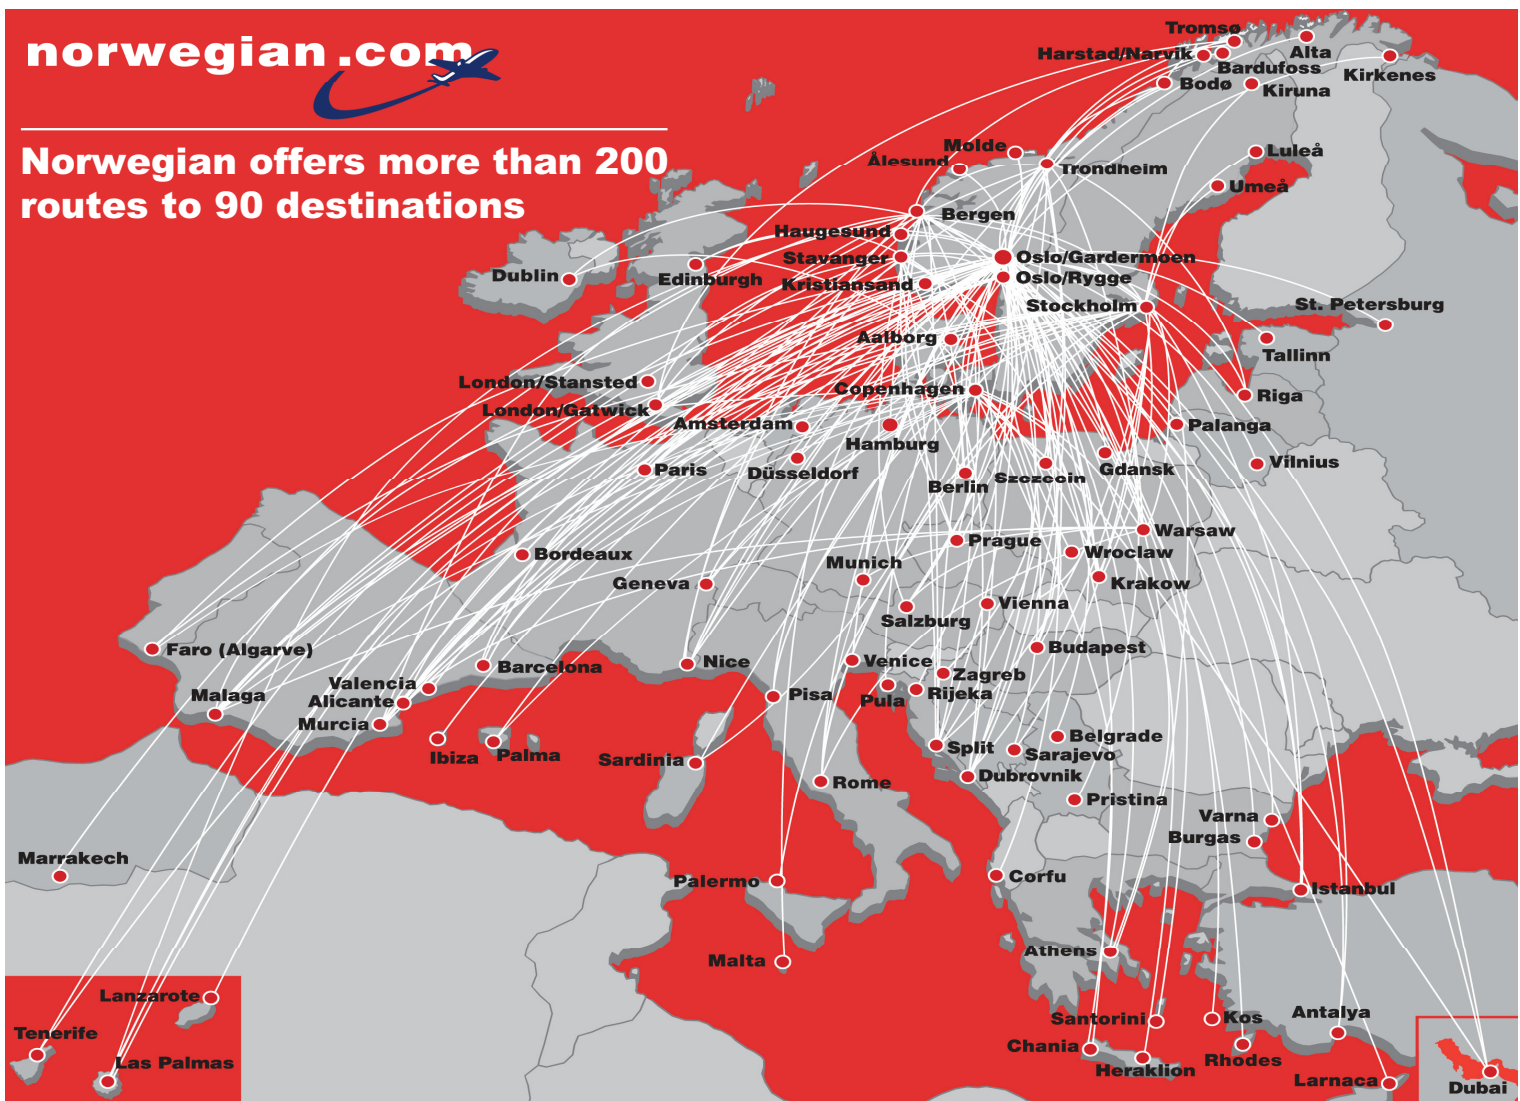 norwegian.com
Norwegian offers more than 200
routes to 90 destinations
Tromsø
Harstad/Narvik
Alta
Bardufoss
Kirkenes
Bodø
Kiruna
Molde
Ålesund
Trondheim
Luleå
Umeå
Bergen
Haugesund
Stavanger
Oslo/Gardermoen
Dublin
Edinburgh
Kristiansand
Oslo/Rygge
Stockholm
St. Petersburg
Aalborg
Tallinn
London/Stansted
Copenhagen
Riga
London/Gatwick
Amsterdam
Hamburg
Palanga
Paris
Düsseldorf
Berlin
Szczecin
Gdansk
Vilnius
Warsaw
Prague
Bordeaux
Wroclaw
Munich
Geneva
Krakow
Salzburg
Vienna
Faro (Algarve)
Barcelona
Nice
Venice
Budapest
Zagreb
Malaga
Valencia
Alicante
Pisa
Pula
Rijeka
Murcia
Ibiza
Palma
Sardinia
Split
Belgrade
Sarajevo
Rome
Dubrovnik
Pristina
Varna
Burgas
Marrakech
Palermo
Corfu
Istanbul
Malta
Athens
Lanzarote
Tenerife
Las Palmas
Santorini
Kos
Antalya
Chania
Heraklion
Rhodes
Larnaca
Dubai